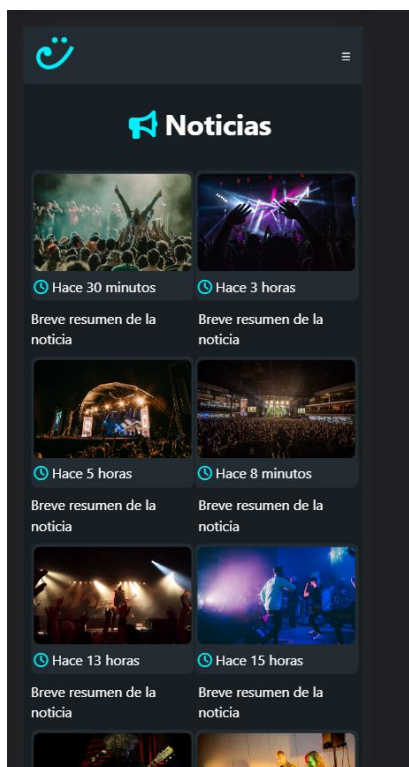 Noticias
Hace 30 minutos
Hace 3 horas
Breve resumen de la
noticia
Breve resumen de la
noticia
Hace 5 horas
Hace 8 minutos
Breve resumen de la
noticia
Breve resumen de la
noticia
Hace 13 horas
Hace 15 horas
Breve resumen de la
noticia
Breve resumen de la
noticia